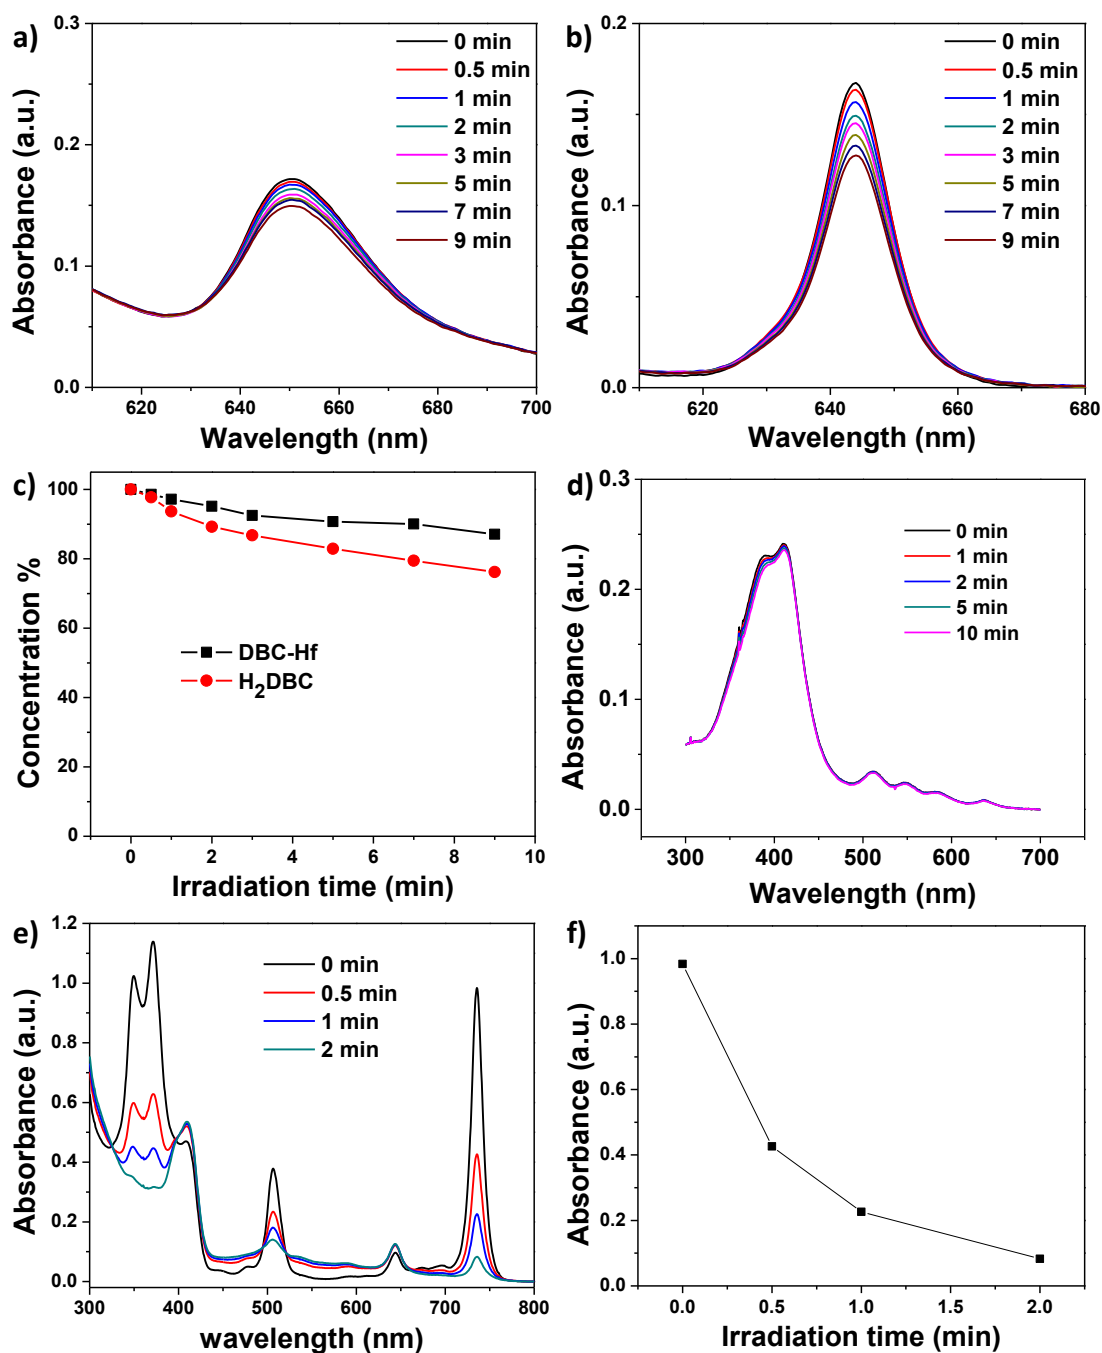 a)
0.3
0.2
0.1
0.0
Absorbance (a.u.)
620
640
660
680
700
Wavelength (nm)
0 min
0.5 min
1 min
2 min
3 min
5 min
7 min
9 min
b)
0.2
0.1
0.0
Absorbance (a.u.)
620
640
660
680
Wavelength (nm)
0 min
0.5 min
1 min
2 min
3 min
5 min
7 min
9 min
c)
100
80
60
40
20
0
Concentration %
0
2
4
6
8
10
Irradiation time (min)
DBC-Hf
H2DBC
d)
0.3
0.2
0.1
0.0
Absorbance (a.u.)
300
400
500
600
700
Wavelength (nm)
0 min
1 min
2 min
5 min
10 min
e)
1.2
1.0
0.8
0.6
0.4
0.2
0.0
Absorbance (a.u.)
300
400
500
600
700
800
wavelength (nm)
0 min
0.5 min
1 min
2 min
f)
1.0
0.8
0.6
0.4
0.2
0.0
Absorbance (a.u.)
0.0
0.5
1.0
1.5
2.0
Irradiation time (min)